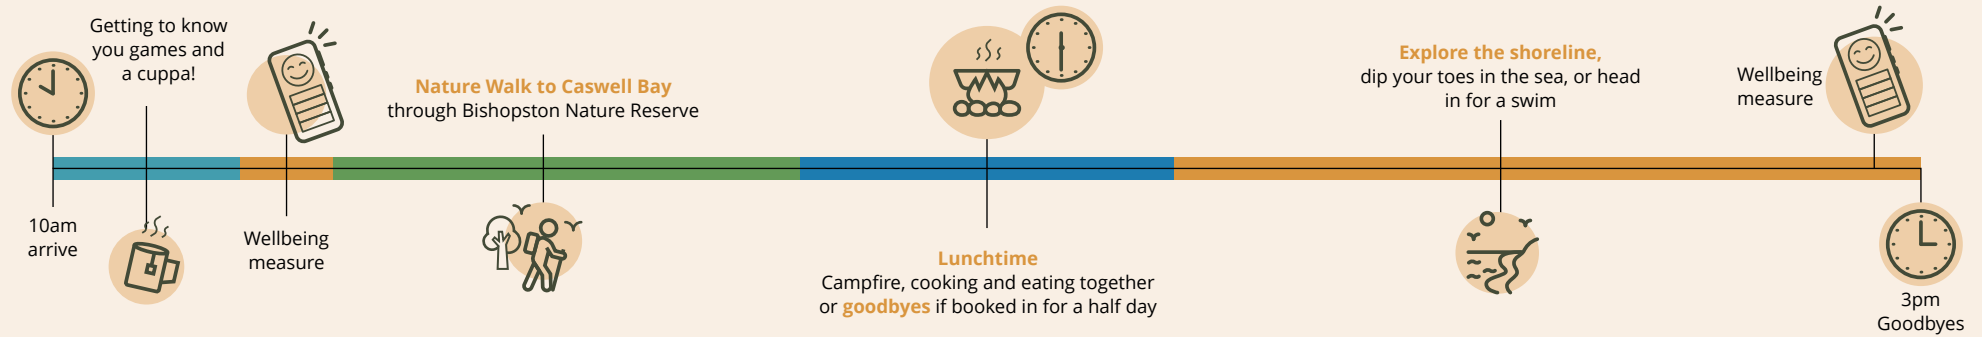 10am
arrive
Getting to know
you games and
a cuppa!
Wellbeing
measure
Nature Walk to Caswell Bay
through Bishopston Nature Reserve
Lunchtime
Campfire, cooking and eating together
or goodbyes if booked in for a half day
Explore the shoreline,
dip your toes in the sea, or head
in for a swim
Wellbeing
measure
3pm
Goodbyes